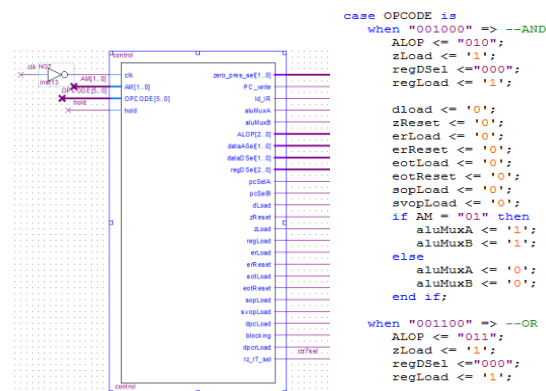 control
clk NOT
inst13
AM[1..0]
OPCODE[5..0]
hold
clk
AM[1..0]
OPCODE[5..0]
hold
zero_pres_sel[1..0]
PC_write
ld_IR
aluMuxA
aluMuxB
ALOP[2..0]
dataASel[1..0]
dataDSel[1..0]
regDSel[2..0]
pcSelA
pcSelB
dLoad
zReset
zLoad
regLoad
erLoad
erReset
eotLoad
eotReset
sopLoad
svopLoad
dpcLoad
blocking
dpcrLoad
rz_r7_sel
rzr7sel
control
case OPCODE is
when "001000" => --AND
ALOP <= "010";
zLoad <= '1';
regDSel <="000";
regLoad <= '1';
dload <= '0';
zReset <= '0';
erLoad <= '0';
erReset <= '0';
eotLoad <= '0';
eotReset <= '0';
sopLoad <= '0';
svopLoad <= '0';
if AM = "01" then
aluMuxA <= '1';
aluMuxB <= '1';
else
aluMuxA <= '0';
aluMuxB <= '0';
end if;
when "001100" => --OR
ALOP <= "011";
zLoad <= '1';
regDSel <="000";
regLoad <= '1';